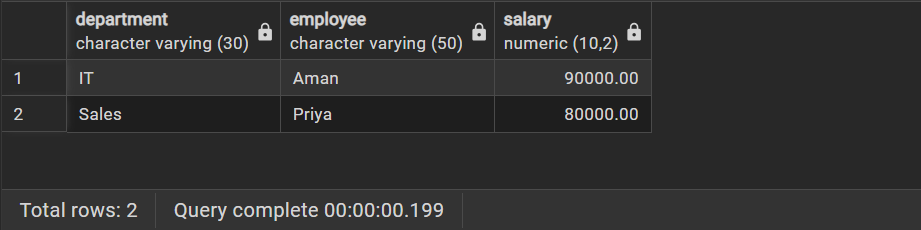 department employee salary
character varying (30) character varying (50) numeric (10,2)
1 IT Aman 90000.00
2 Sales Priya 80000.00
Total rows: 2 Query complete 00:00:00.199